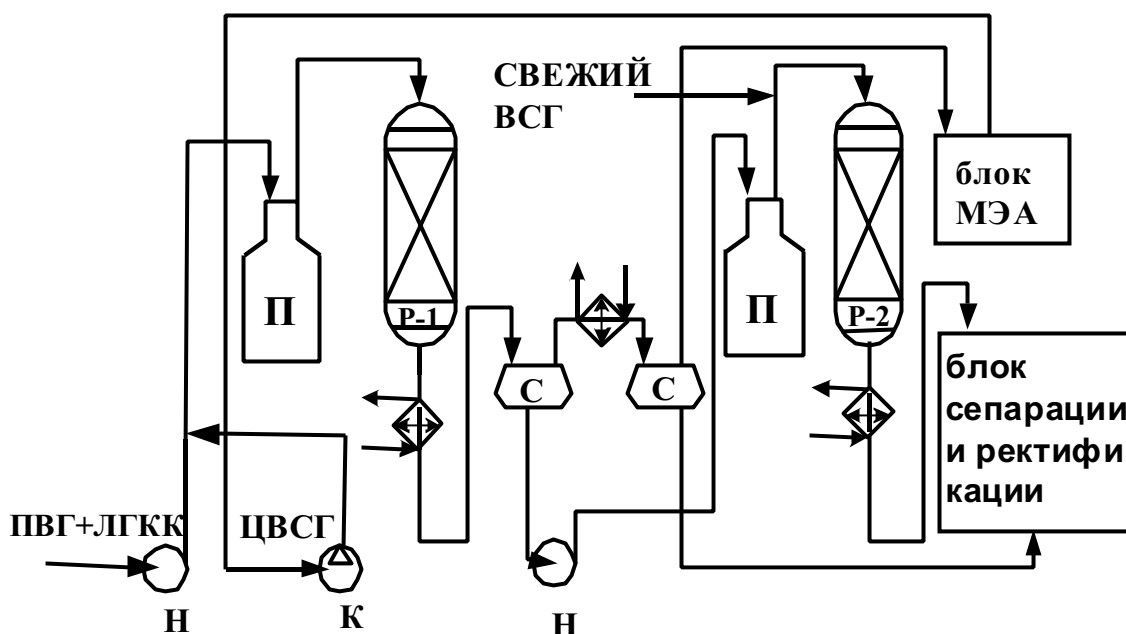 СВЕЖИЙ
ВСГ
блок
МЭА
П
Р-1
П
Р-2
С
С
блок
сепарации
и ректифи
кации
ПВГ+ЛГКК
ЦВСГ
Н
К
Н